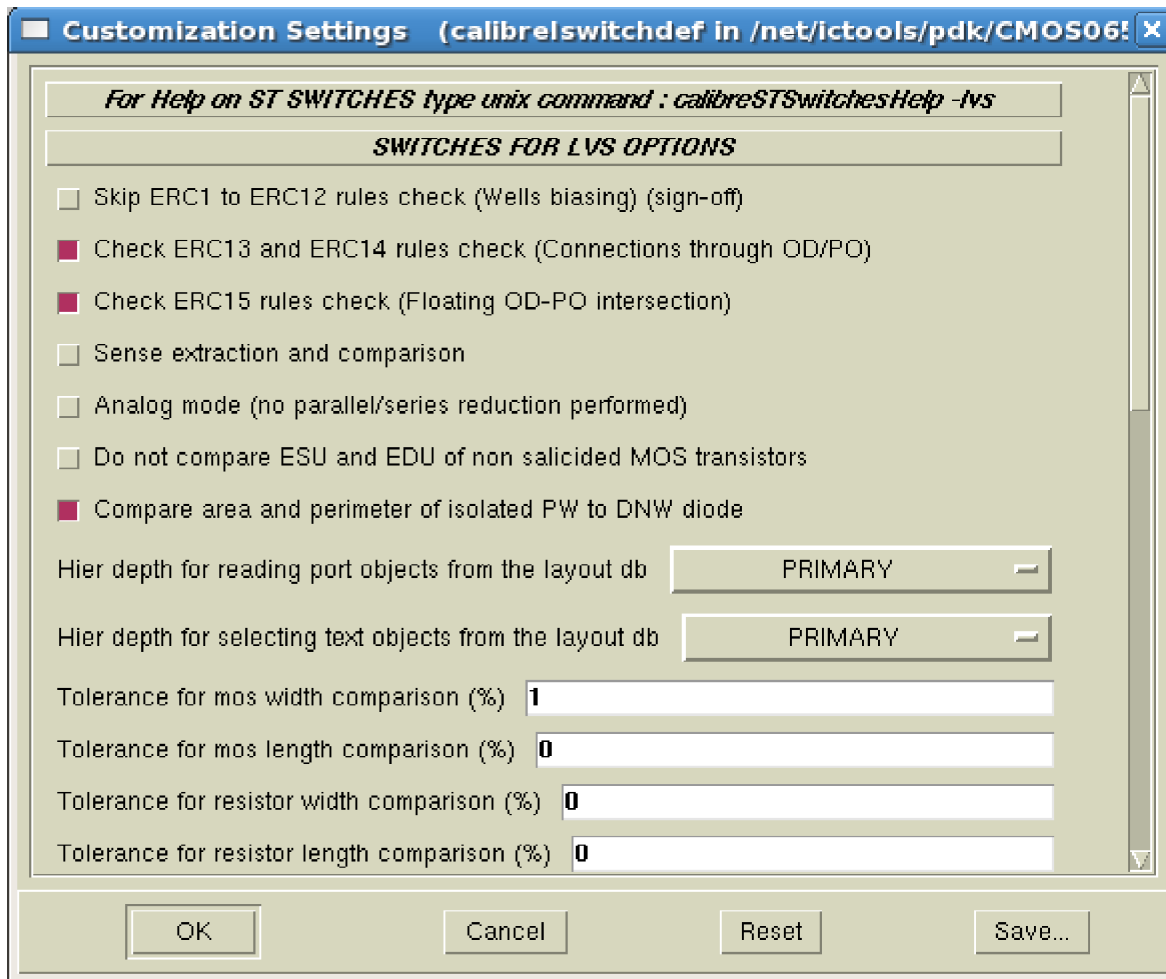 Customization Settings (calibrelswitchdef in /net/ictools/pdk/CMOS065
For Help on ST SWITCHES type unix command : calibreSTSwitchesHelp -lvs
SWITCHES FOR LVS OPTIONS
Skip ERC1 to ERC12 rules check (Wells biasing) (sign-off)
Check ERC13 and ERC14 rules check (Connections through OD/PO)
Check ERC15 rules check (Floating OD-PO intersection)
Sense extraction and comparison
Analog mode (no parallel/series reduction performed)
Do not compare ESU and EDU of non salicided MOS transistors
Compare area and perimeter of isolated PW to DNW diode
Hier depth for reading port objects from the layout db PRIMARY
Hier depth for selecting text objects from the layout db PRIMARY
Tolerance for mos width comparison (%) 1
Tolerance for mos length comparison (%) 0
Tolerance for resistor width comparison (%) 0
Tolerance for resistor length comparison (%) 0
OK Cancel Reset Save...